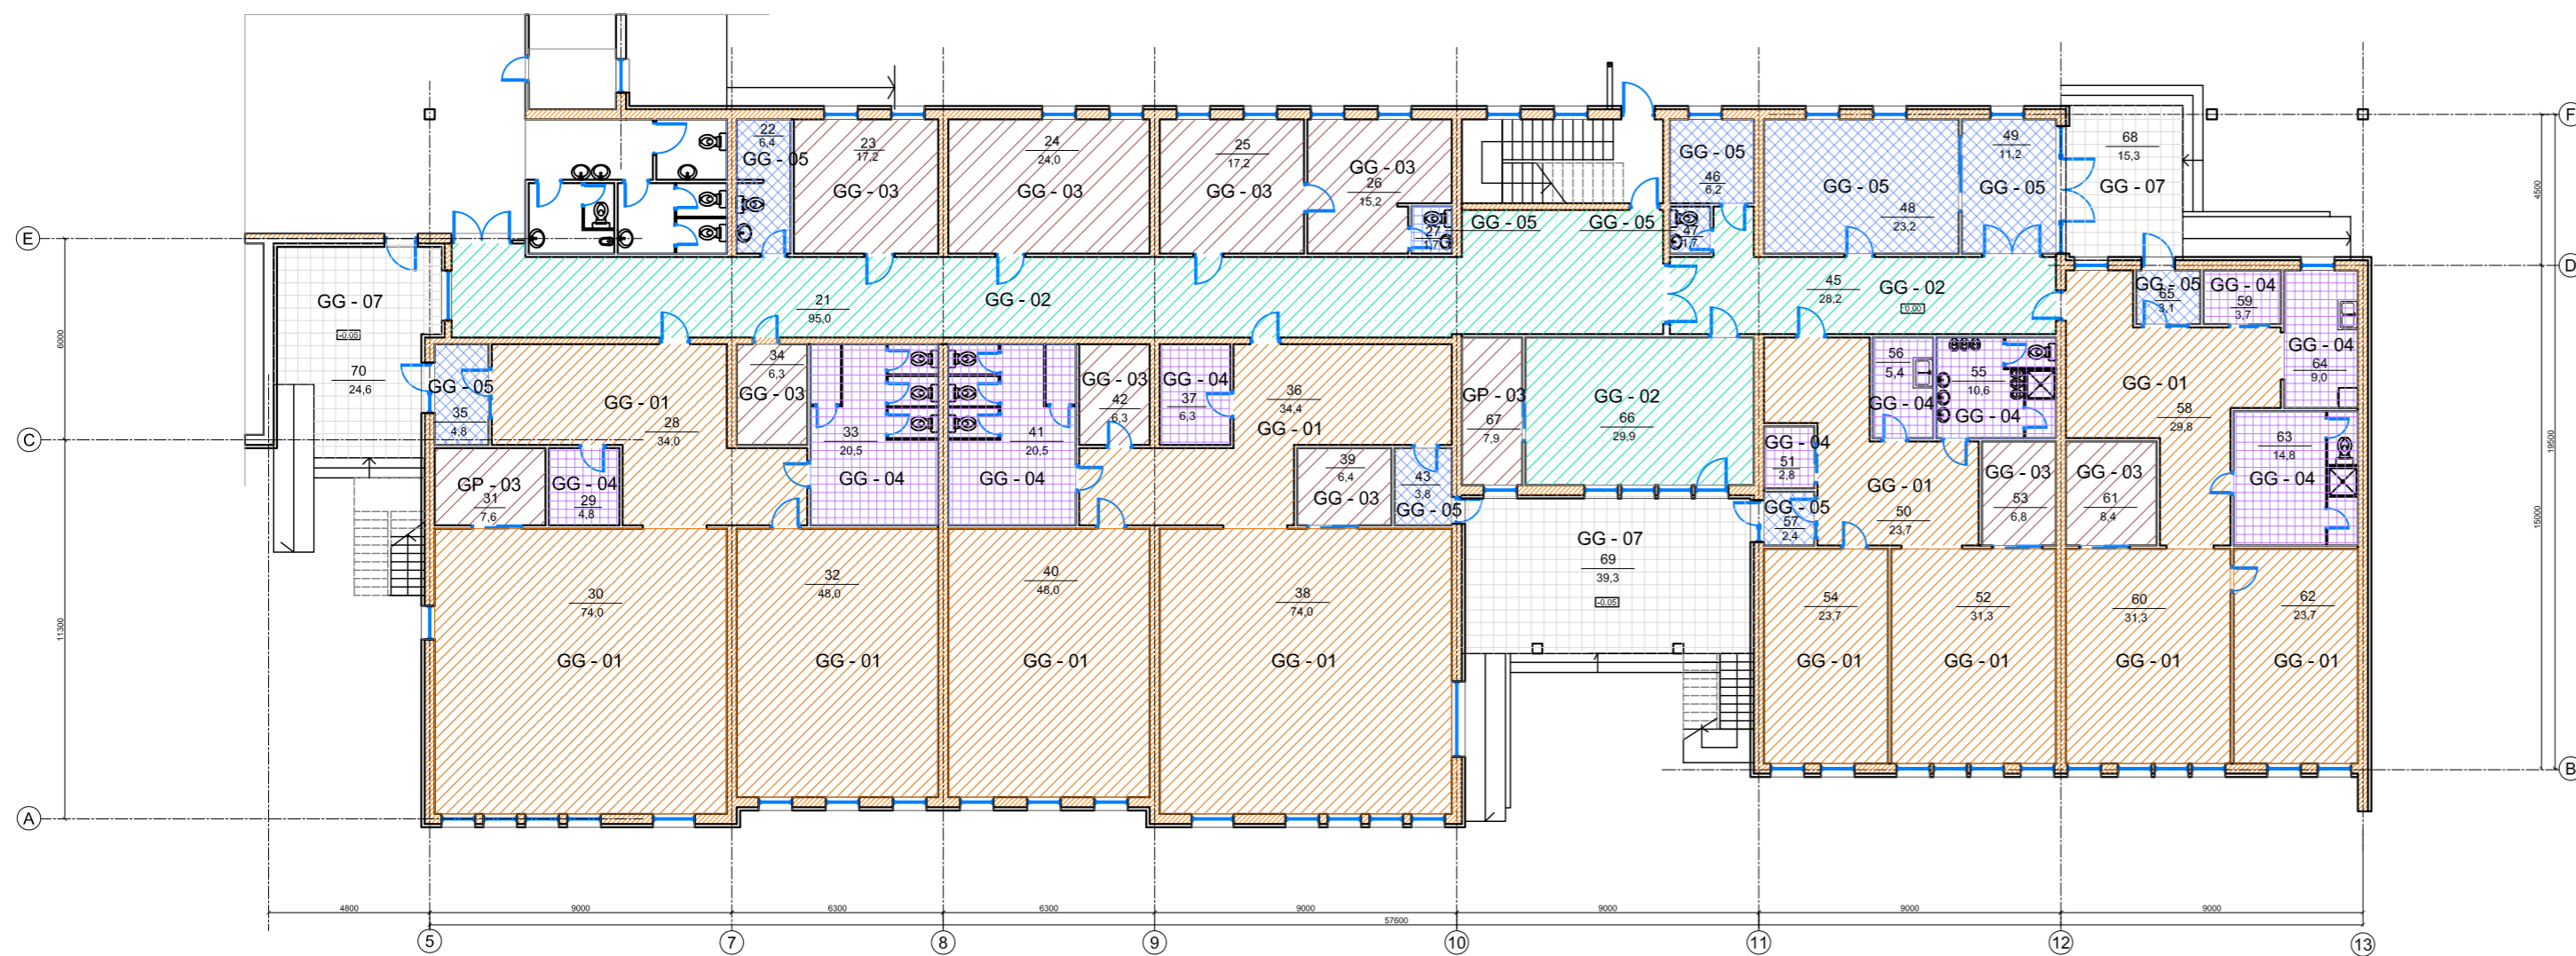 F
22
6,4
GG - 05
23
17,2
GG - 03
24
24,0
GG - 03
25
17,2
GG - 03
GG - 03
26
15,2
27
1,7
GG - 05
GG - 05
GG - 05
46
6,2
47
1,7
GG - 05
48
23,2
49
11,2
GG - 05
68
15,3
GG - 07
4500
E
D
GG - 07
-0.05
70
24,6
21
95,0
GG - 02
45
28,2
GG - 02
0.00
GG - 05
65
3,1
GG - 04
59
3,7
6000
GG - 05
35
4,8
GG - 01
28
34,0
34
6,3
GG - 03
33
20,5
GG - 04
41
20,5
GG - 04
GG - 03
42
6,3
GG - 04
37
6,3
36
34,4
GG - 01
GP - 03
67
7,9
GG - 02
66
29,9
56
5,4
GG - 04
55
10,6
GG - 04
GG - 01
58
29,8
GG - 04
64
9,0
C
GP - 03
31
7,6
GG - 04
29
4,8
39
6,4
GG - 03
43
3,8
GG - 05
GG - 04
51
2,8
GG - 05
57
2,4
GG - 01
50
23,7
GG - 03
53
6,8
GG - 03
61
8,4
63
14,8
GG - 04
19500
15000
GG - 07
69
39,3
-0.05
11300
30
74,0
GG - 01
32
48,0
GG - 01
40
48,0
GG - 01
38
74,0
GG - 01
54
23,7
GG - 01
52
31,3
GG - 01
60
31,3
GG - 01
62
23,7
GG - 01
B
A
4800
9000
6300
6300
9000
9000
9000
9000
57600
5
7
8
9
10
11
12
13